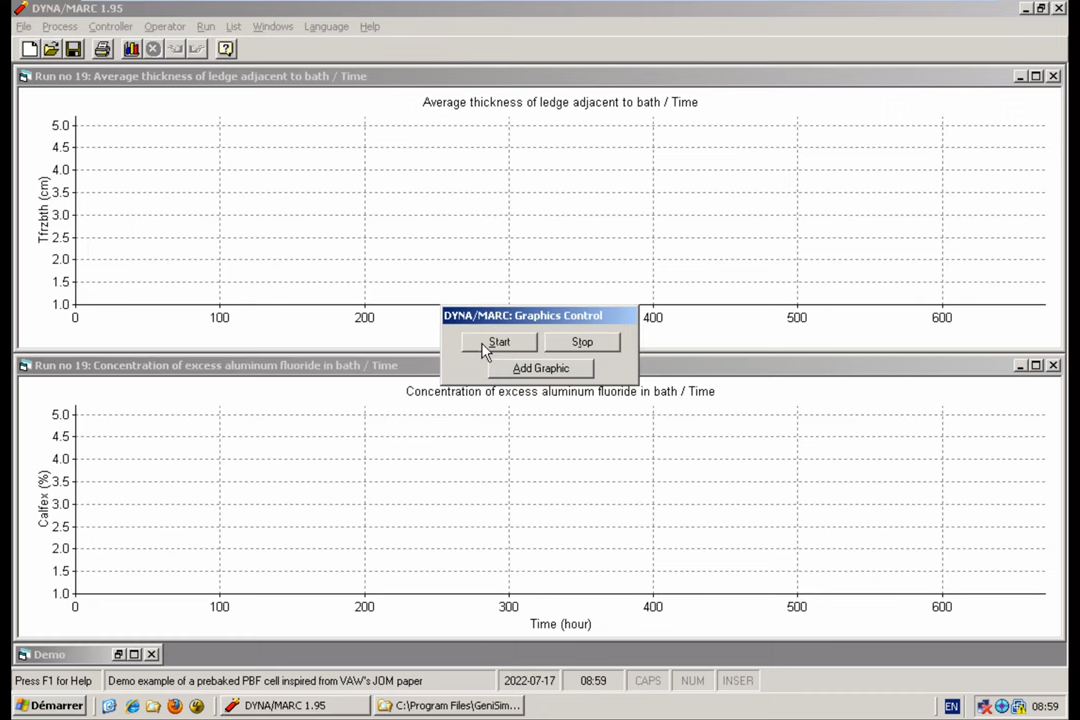 DYNA/MARC 1.95
File Process Controller Operator Run List Windows Language Help
Run no 19: Average thickness of ledge adjacent to bath / Time
Average thickness of ledge adjacent to bath / Time
5.0
4.5
4.0
3.5
3.0
2.5
2.0
1.5
1.0
Tfrzbth (cm)
0 100 200 400 500 600
DYNA/MARC: Graphics Control
Start Stop
Add Graphic
Run no 19: Concentration of excess aluminum fluoride in bath / Time
Concentration of excess aluminum fluoride in bath / Time
5.0
4.5
4.0
3.5
3.0
2.5
2.0
1.5
1.0
Calfex (%)
0 100 200 300 400 500 600
Time (hour)
Demo
Press F1 for Help Demo example of a prebaked PBF cell inspired from VAW's JOM paper 2022-07-17 08:59 CAPS NUM INSER
Démarrer DYNA/MARC 1.95 C:\Program Files\GeniSim... EN 08:59